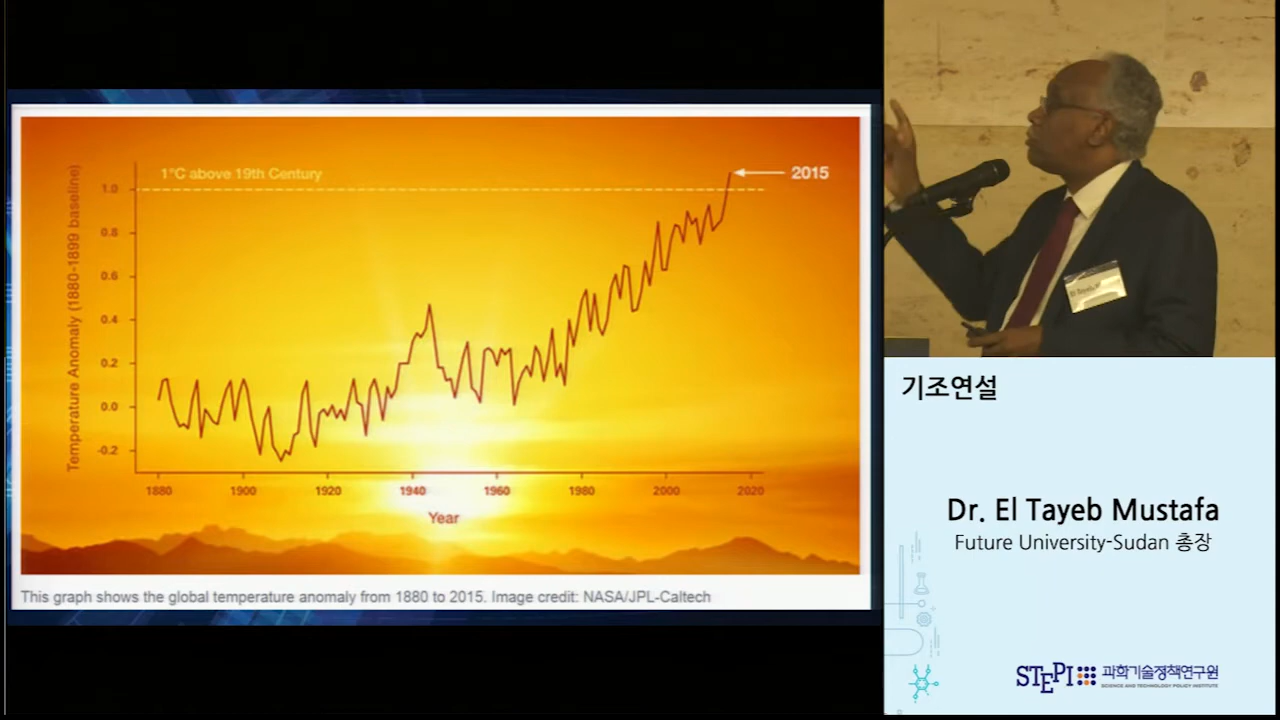 1°C above 19th Century
2015
Temperature Anomaly (1880-1899 baseline)
1.0
0.8
0.6
0.4
0.2
0.0
-0.2
1880 1900 1920 1940 1960 1980 2000 2020
Year
This graph shows the global temperature anomaly from 1880 to 2015. Image credit: NASA/JPL-Caltech
El Tayeb
기조연설
Dr. El Tayeb Mustafa
Future University-Sudan 총장
STEPI 과학기술정책연구원
SCIENCE AND TECHNOLOGY POLICY INSTITUTE